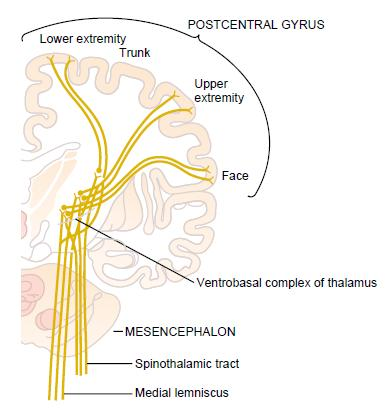 POSTCENTRAL GYRUS
Lower extremity
Trunk
Upper
extremity
Face
Ventrobasal complex of thalamus
MESENCEPHALON
Spinothalamic tract
Medial lemniscus